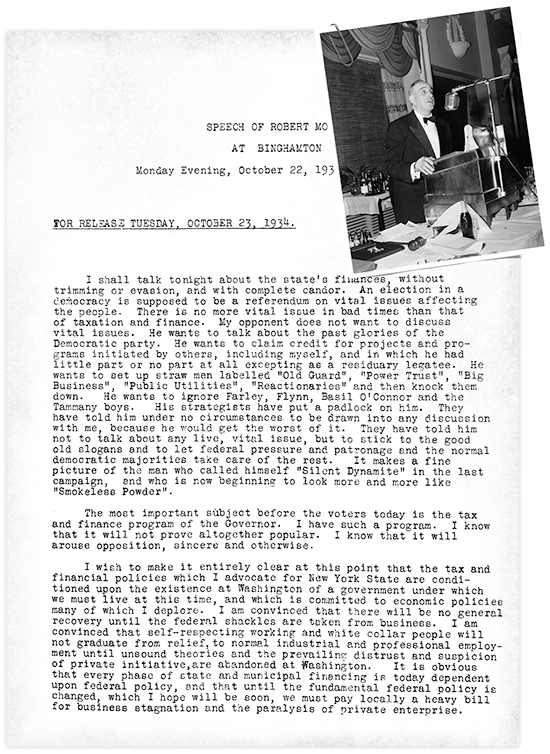 SPEECH OF ROBERT MO
AT BINGHAMTON
Monday Evening, October 22, 193
FOR RELEASE TUESDAY, OCTOBER 23, 1934.
I shall talk tonight about the state's finances, without
trimming or evasion, and with complete candor. An election in a
democracy is supposed to be a referendum on vital issues affecting
the people. There is no more vital issue in bad times than that
of taxation and finance. My opponent does not want to discuss
vital issues. He wants to talk about the past glories of the
Democratic party. He wants to claim credit for projects and pro-
grams initiated by others, including myself, and in which he had
little part or no part at all excepting as a residuary legatee. He
wants to set up straw men labelled "Old Guard", "Power Trust", "Big
Business", "Public Utilities", "Reactionaries" and then knock them
down. He wants to ignore Farley, Flynn, Basil O'Connor and the
Tammany boys. His strategists have put a padlock on him. They
have told him under no circumstances to be drawn into any discussion
with me, because he would get the worst of it. They have told him
not to talk about any live, vital issue, but to stick to the good
old slogans and to let federal pressure and patronage and the normal
democratic majorities take care of the rest. It makes a fine
picture of the man who called himself "Silent Dynamite" in the last
campaign, and who is now beginning to look more and more like
"Smokeless Powder".
The most important subject before the voters today is the tax
and finance program of the Governor. I have such a program. I know
that it will not prove altogether popular. I know that it will
arouse opposition, sincere and otherwise.
I wish to make it entirely clear at this point that the tax and
financial policies which I advocate for New York State are condi-
tioned upon the existence at Washington of a government under which
we must live at this time, and which is committed to economic policies
many of which I deplore. I am convinced that there will be no general
recovery until the federal shackles are taken from business. I am
convinced that self-respecting working and white collar people will
not graduate from relief, to normal industrial and professional employ-
ment until unsound theories and the prevailing distrust and suspicion
of private initiative,are abandoned at Washington. It is obvious
that every phase of state and municipal financing is today dependent
upon federal policy, and that until the fundamental federal policy is
changed, which I hope will be soon, we must pay locally a heavy bill
for business stagnation and the paralysis of private enterprise.